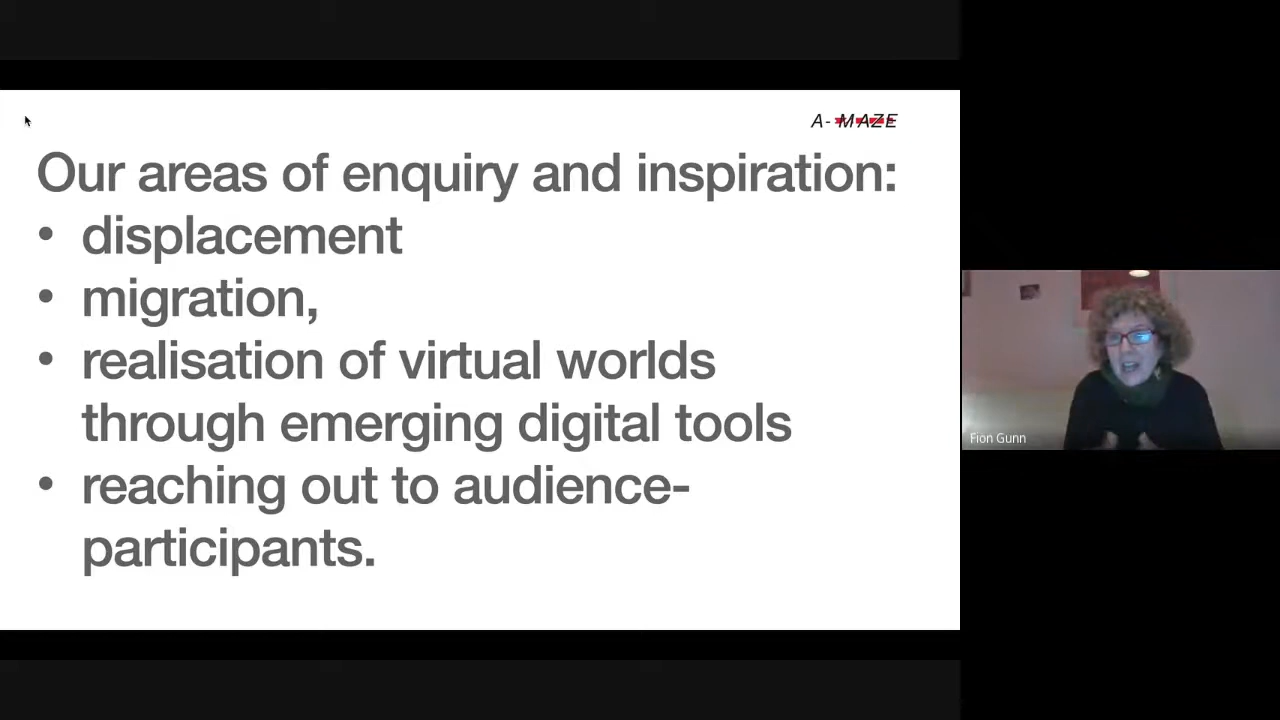 A-MAZE
Our areas of enquiry and inspiration:
• displacement
• migration,
• realisation of virtual worlds
through emerging digital tools
• reaching out to audience-
participants.
Fion Gunn